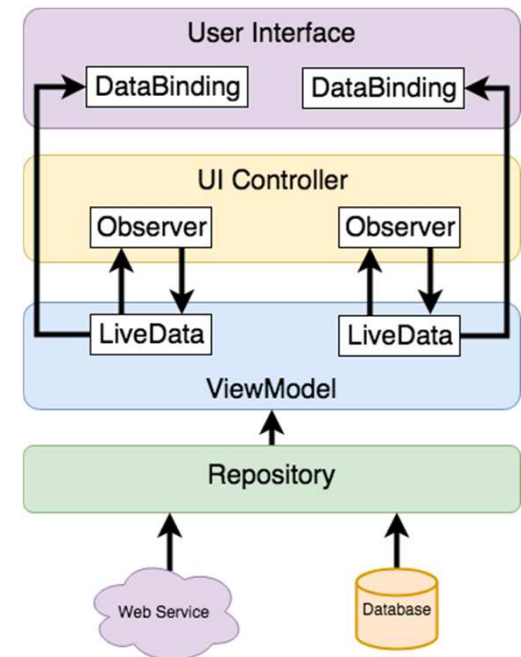 User Interface
DataBinding
DataBinding
UI Controller
Observer
Observer
LiveData
LiveData
ViewModel
Repository
Web Service
Database